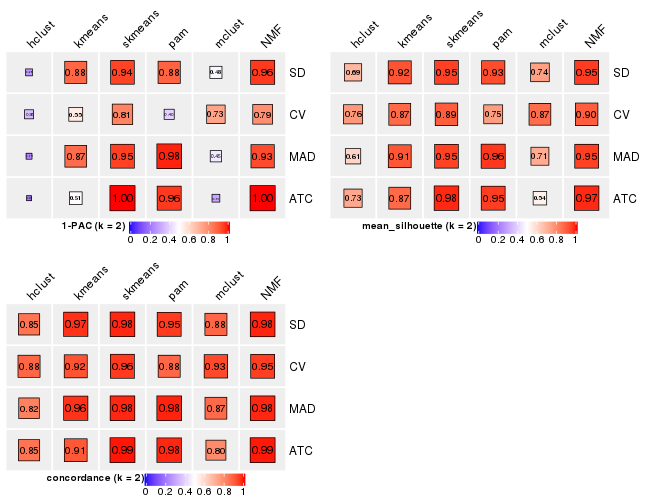 hclust kmeans skmeans pam mclust NMF
0.88 0.94 0.88 0.48 0.96 SD
0.55 0.81 0.73 0.79 CV
0.87 0.95 0.98 0.45 0.93 MAD
0.51 1.00 0.96 1.00 ATC
1-PAC (k = 2)
0 0.2 0.4 0.6 0.8 1
hclust kmeans skmeans pam mclust NMF
0.69 0.92 0.95 0.93 0.74 0.95 SD
0.76 0.87 0.89 0.75 0.87 0.90 CV
0.61 0.91 0.95 0.96 0.71 0.95 MAD
0.73 0.87 0.98 0.95 0.54 0.97 ATC
mean_silhouette (k = 2)
0 0.2 0.4 0.6 0.8 1
hclust kmeans skmeans pam mclust NMF
0.85 0.97 0.98 0.95 0.88 0.98 SD
0.88 0.92 0.96 0.88 0.93 0.95 CV
0.82 0.96 0.98 0.98 0.87 0.98 MAD
0.85 0.91 0.99 0.98 0.80 0.99 ATC
concordance (k = 2)
0 0.2 0.4 0.6 0.8 1